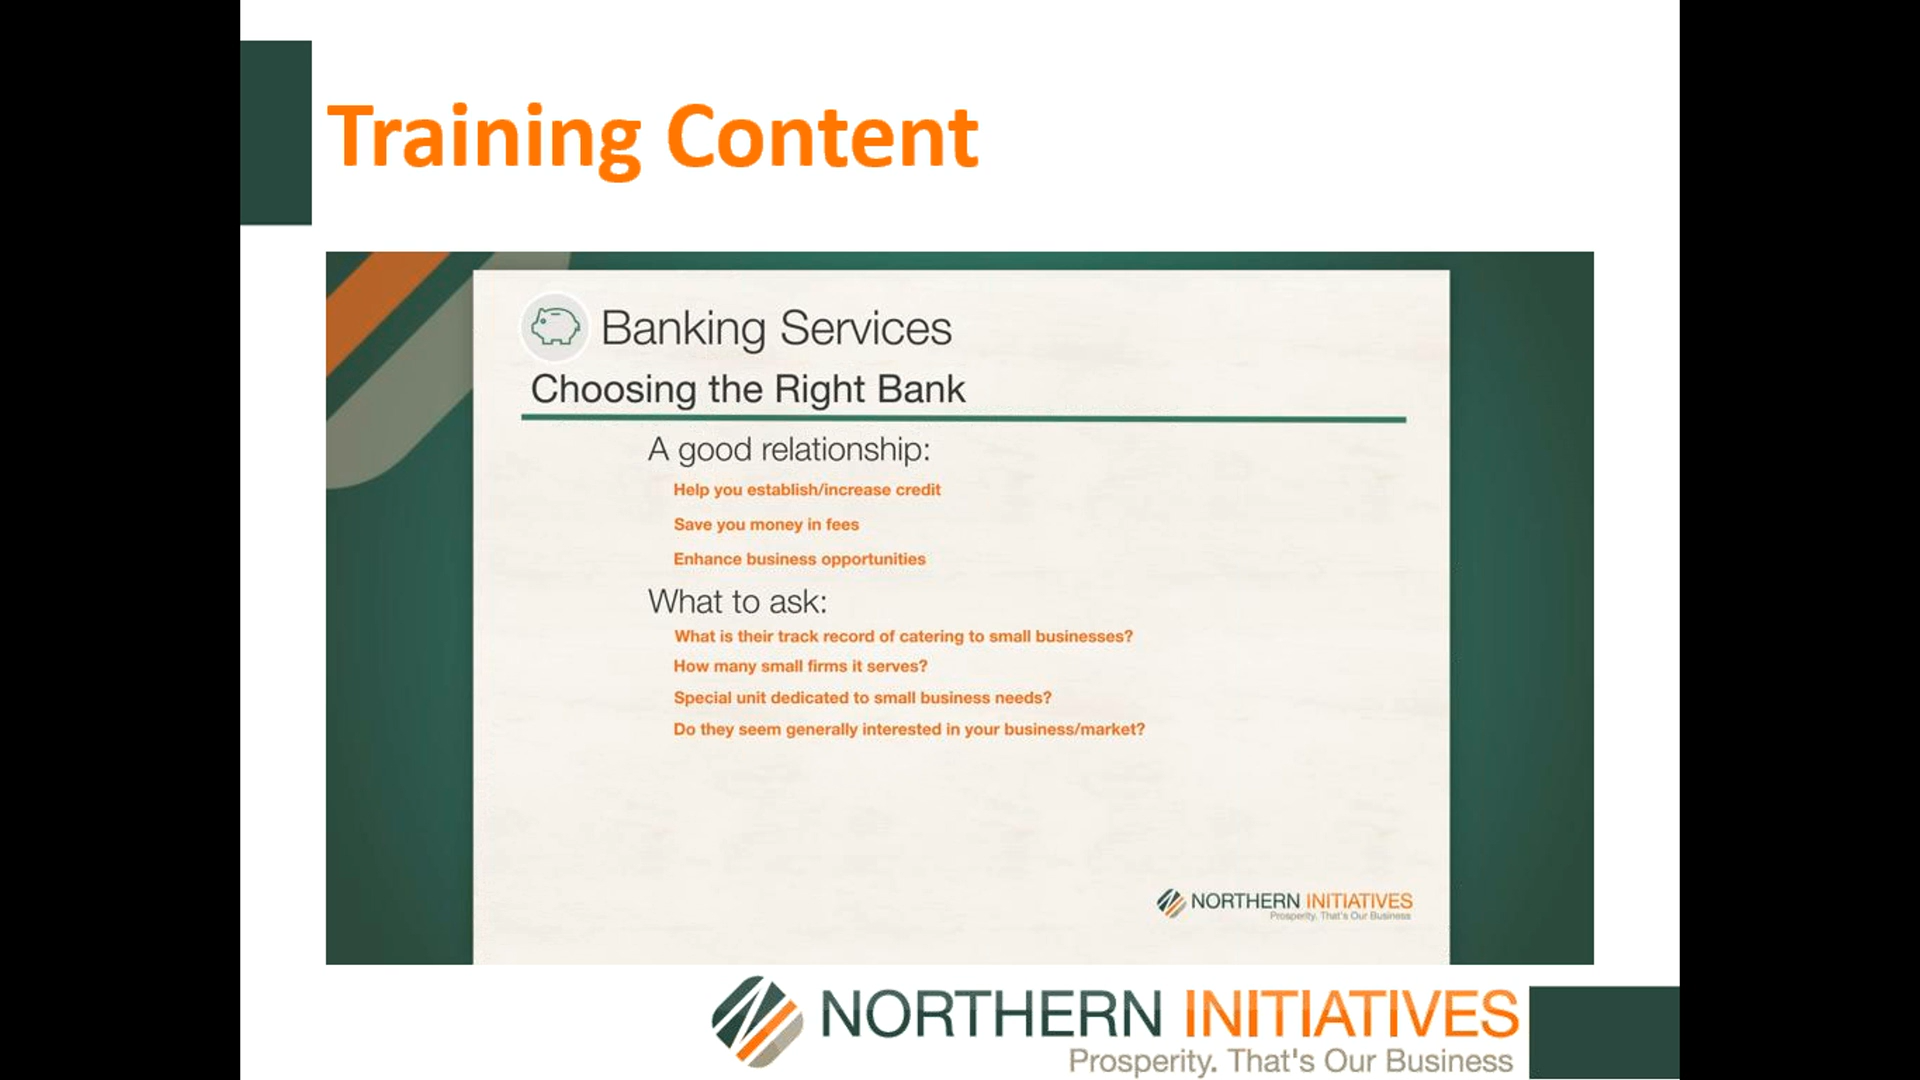 Training Content
Banking Services
Choosing the Right Bank
A good relationship:
Help you establish/increase credit
Save you money in fees
Enhance business opportunities
What to ask:
What is their track record of catering to small businesses?
How many small firms it serves?
Special unit dedicated to small business needs?
Do they seem generally interested in your business/market?
NORTHERN INITIATIVES
Prosperity. That's Our Business
NORTHERN INITIATIVES
Prosperity. That's Our Business